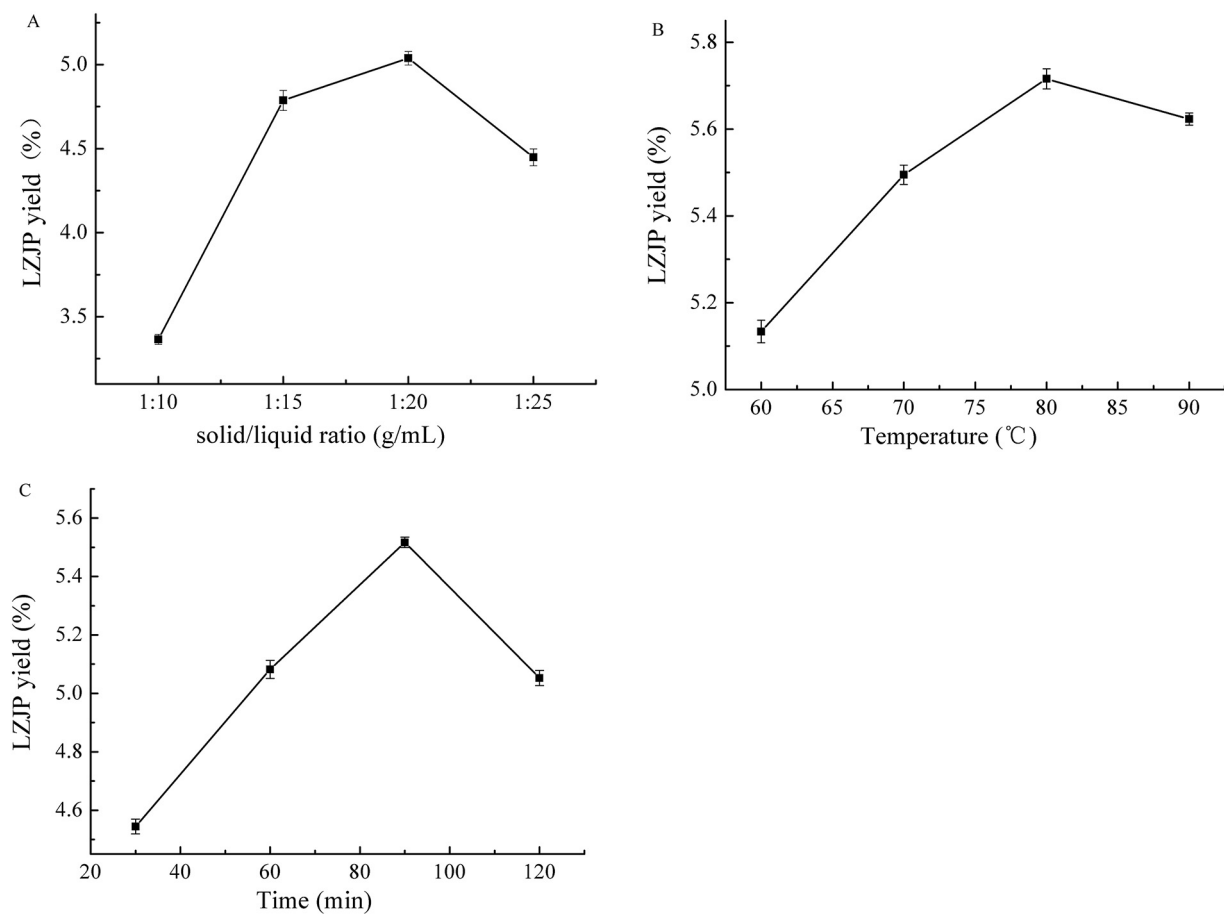 A
LZJP yield (%)
5.0
4.5
4.0
3.5
1:10 1:15 1:20 1:25
solid/liquid ratio (g/mL)
B
LZJP yield (%)
5.8
5.6
5.4
5.2
5.0
60 65 70 75 80 85 90
Temperature (℃)
C
LZJP yield (%)
5.6
5.4
5.2
5.0
4.8
4.6
20 40 60 80 100 120
Time (min)